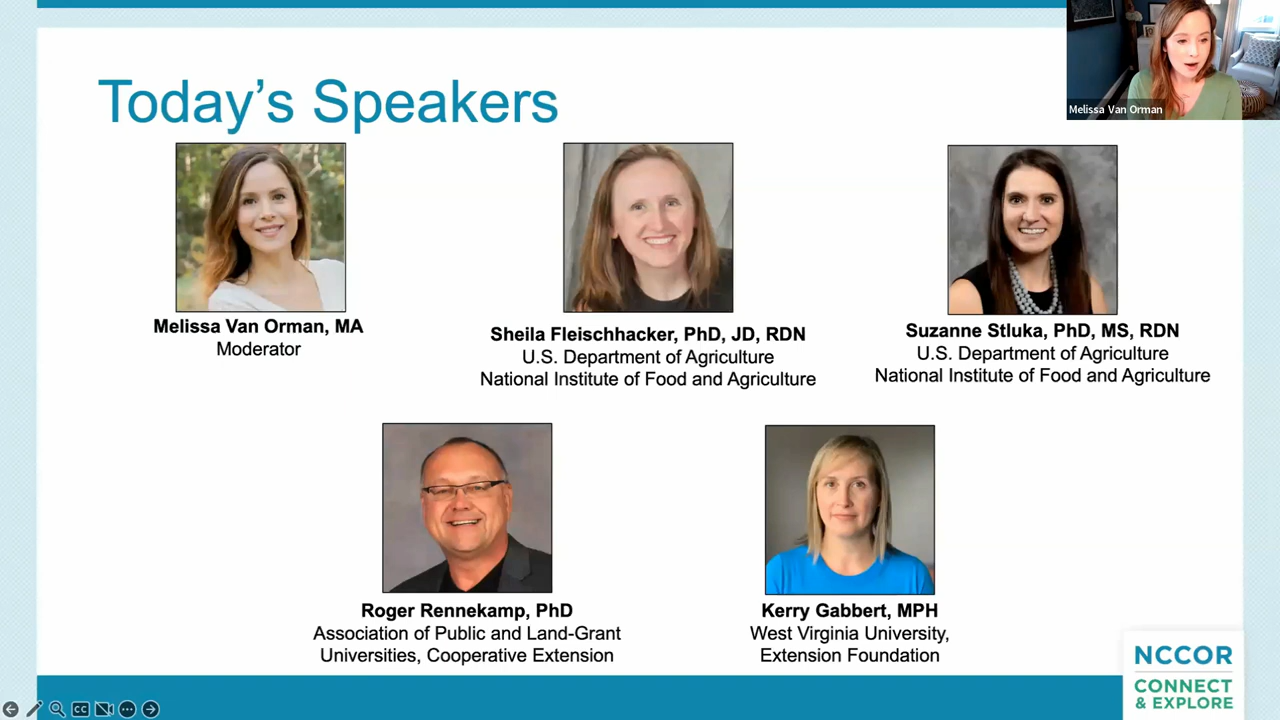 Today's Speakers
Melissa Van Orman
Melissa Van Orman, MA
Moderator
Sheila Fleischhacker, PhD, JD, RDN
U.S. Department of Agriculture
National Institute of Food and Agriculture
Suzanne Stluka, PhD, MS, RDN
U.S. Department of Agriculture
National Institute of Food and Agriculture
Roger Rennekamp, PhD
Association of Public and Land-Grant
Universities, Cooperative Extension
Kerry Gabbert, MPH
West Virginia University,
Extension Foundation
NCCOR
CONNECT
& EXPLORE
CC